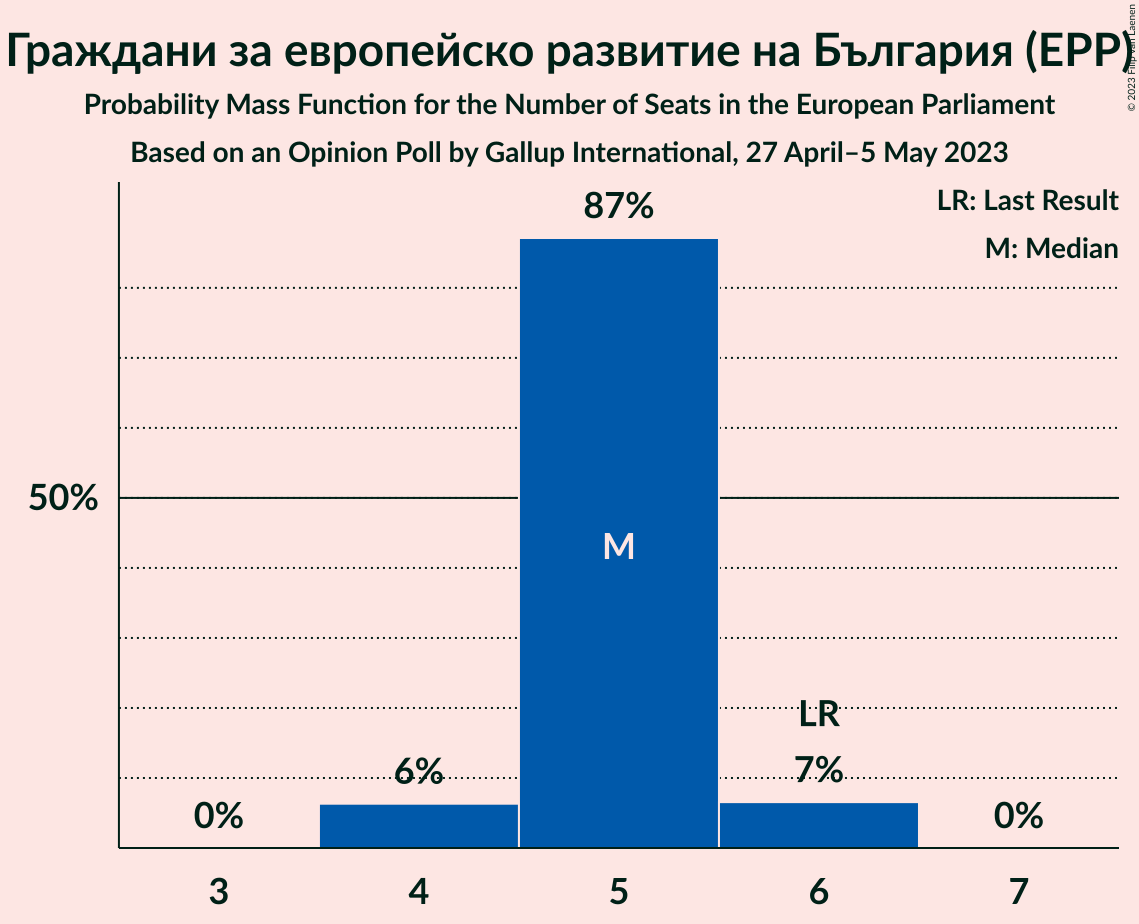 Граждани за европейско развитие на България (EPP)
© 2023 Filip van Laenen
Probability Mass Function for the Number of Seats in the European Parliament
Based on an Opinion Poll by Gallup International, 27 April–5 May 2023
LR: Last Result
M: Median
87%
50%
M
LR
6%
7%
0%
0%
3 4 5 6 7